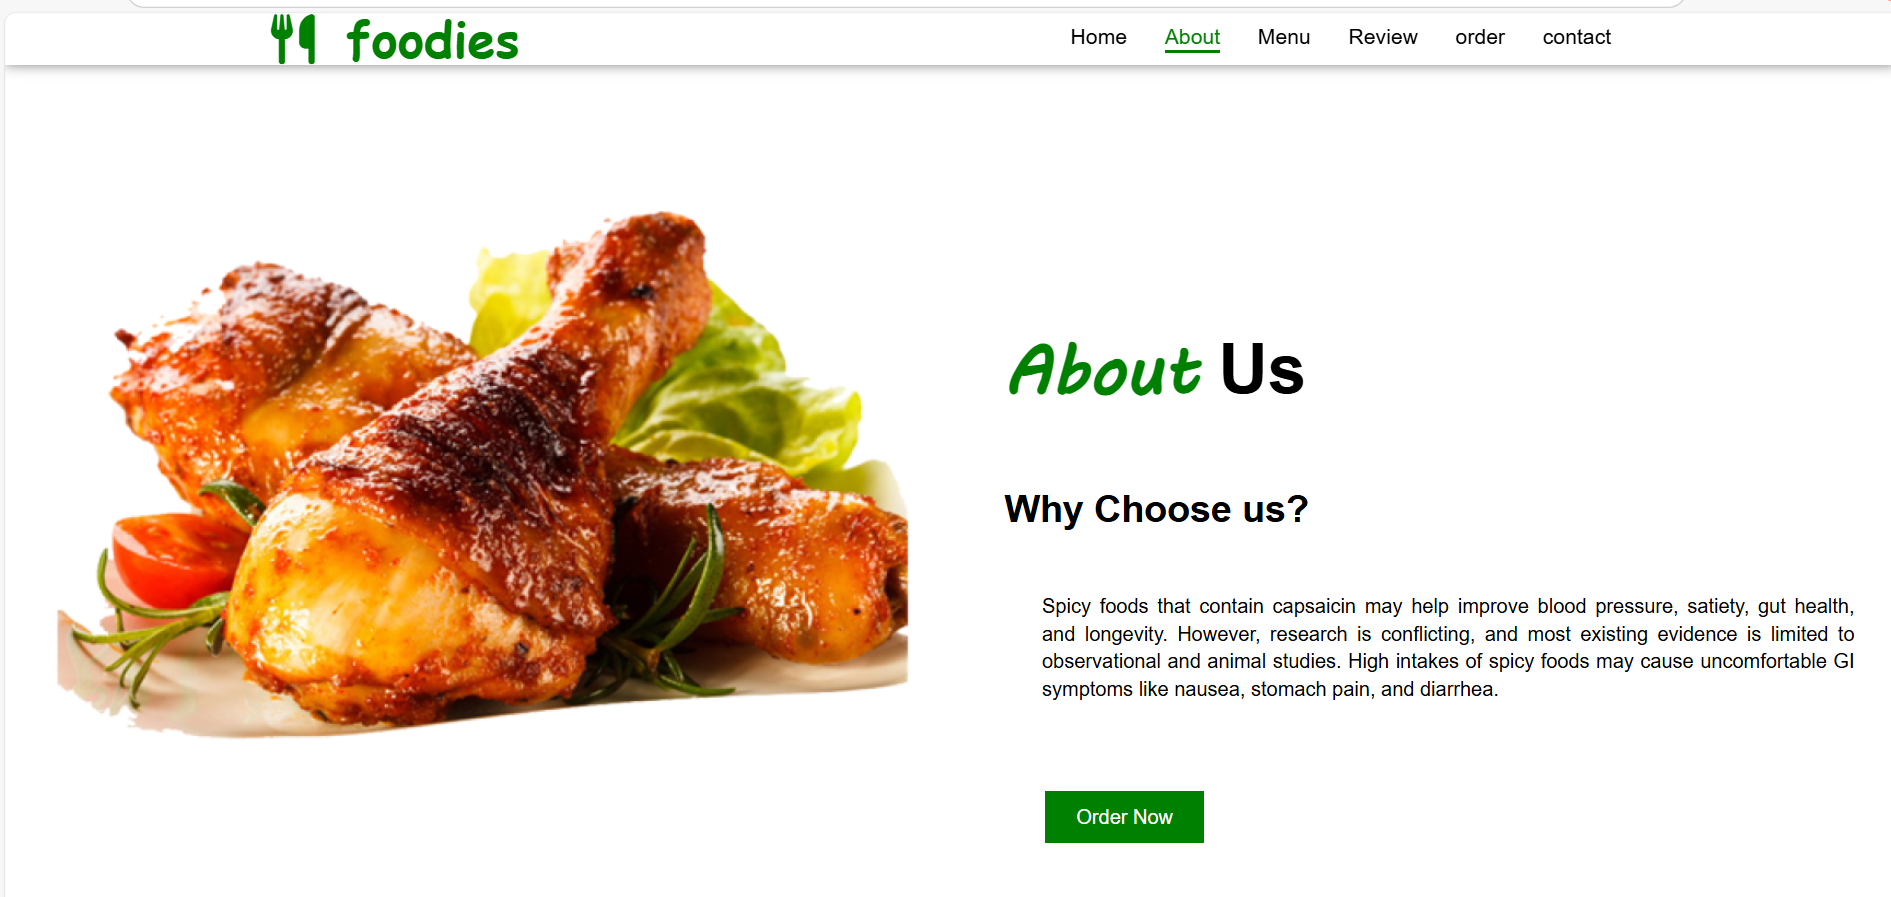 foodies
Home About Menu Review order contact
About Us
Why Choose us?
Spicy foods that contain capsaicin may help improve blood pressure, satiety, gut health,
and longevity. However, research is conflicting, and most existing evidence is limited to
observational and animal studies. High intakes of spicy foods may cause uncomfortable GI
symptoms like nausea, stomach pain, and diarrhea.
Order Now